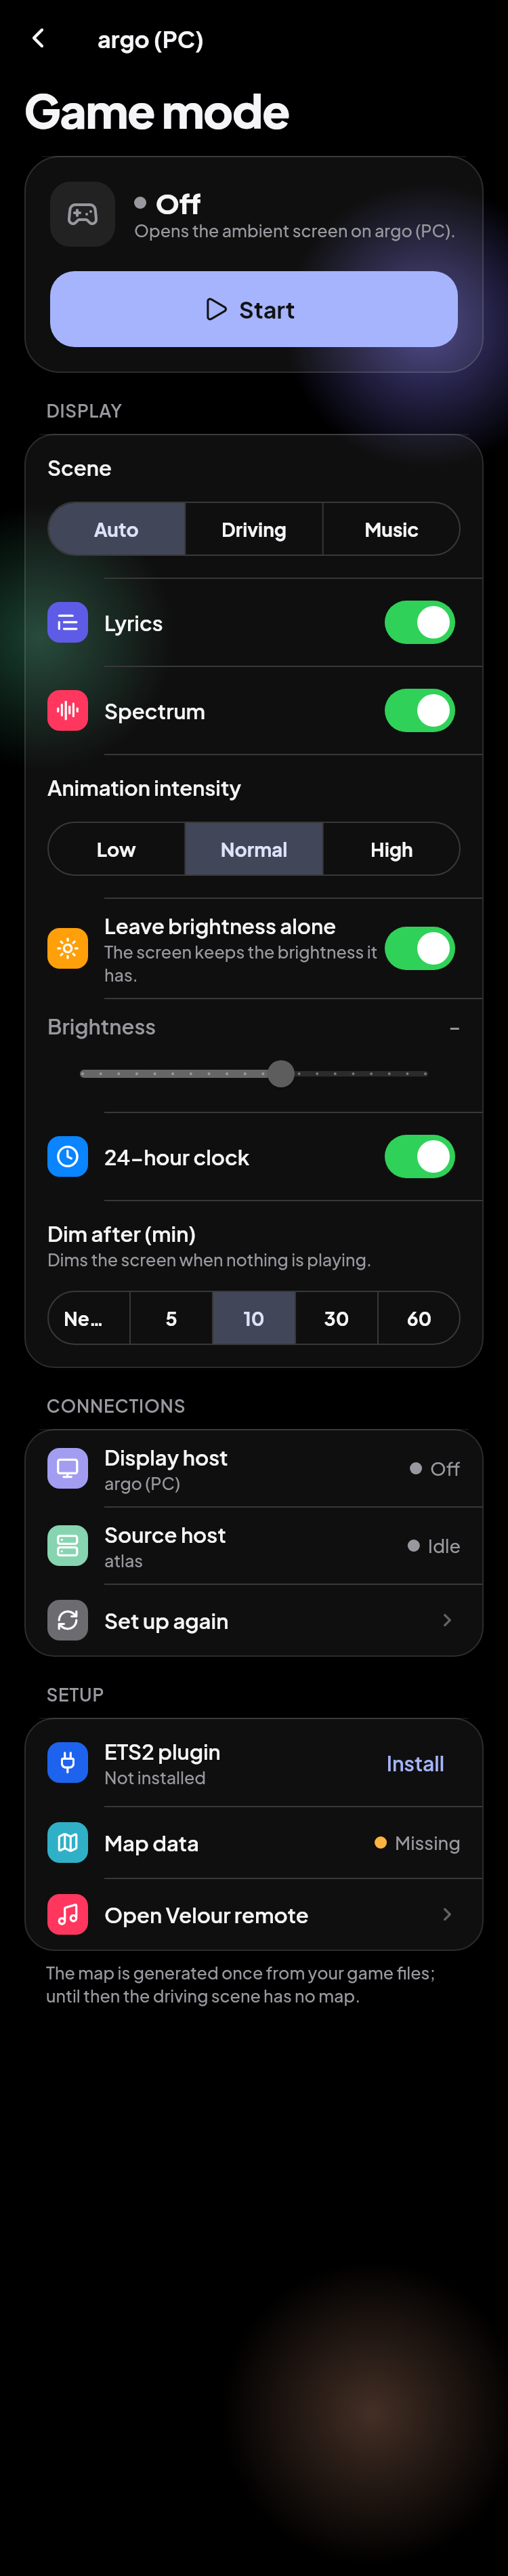 argo (PC)
Game mode
Off
Opens the ambient screen on argo (PC).
Start
DISPLAY
Scene
Auto
Driving
Music
Lyrics
Spectrum
Animation intensity
Low
Normal
High
Leave brightness alone
The screen keeps the brightness it
has.
Brightness
–
24-hour clock
Dim after (min)
Dims the screen when nothing is playing.
Ne...
5
10
30
60
CONNECTIONS
Display host
argo (PC)
Off
Source host
atlas
Idle
Set up again
SETUP
ETS2 plugin
Not installed
Install
Map data
Missing
Open Velour remote
The map is generated once from your game files;
until then the driving scene has no map.